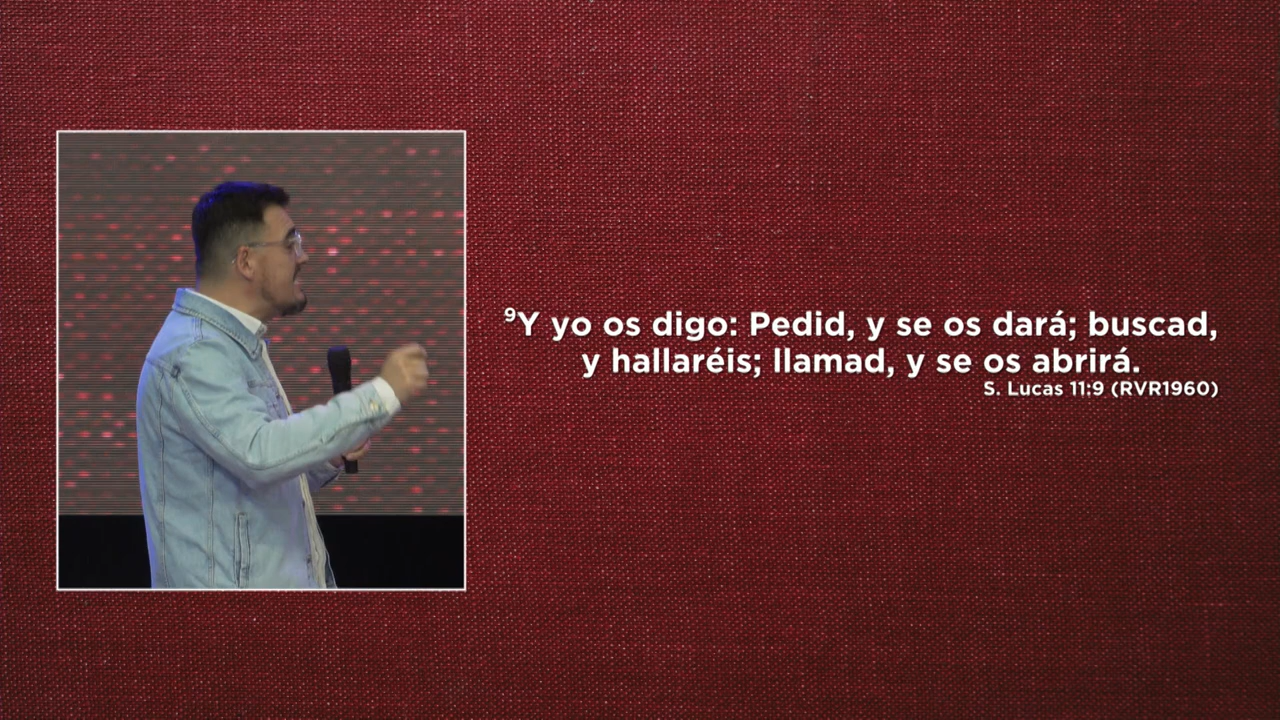 ⁹Y yo os digo: Pedid, y se os dará; buscad,
y hallaréis; llamad, y se os abrirá.
S. Lucas 11:9 (RVR1960)